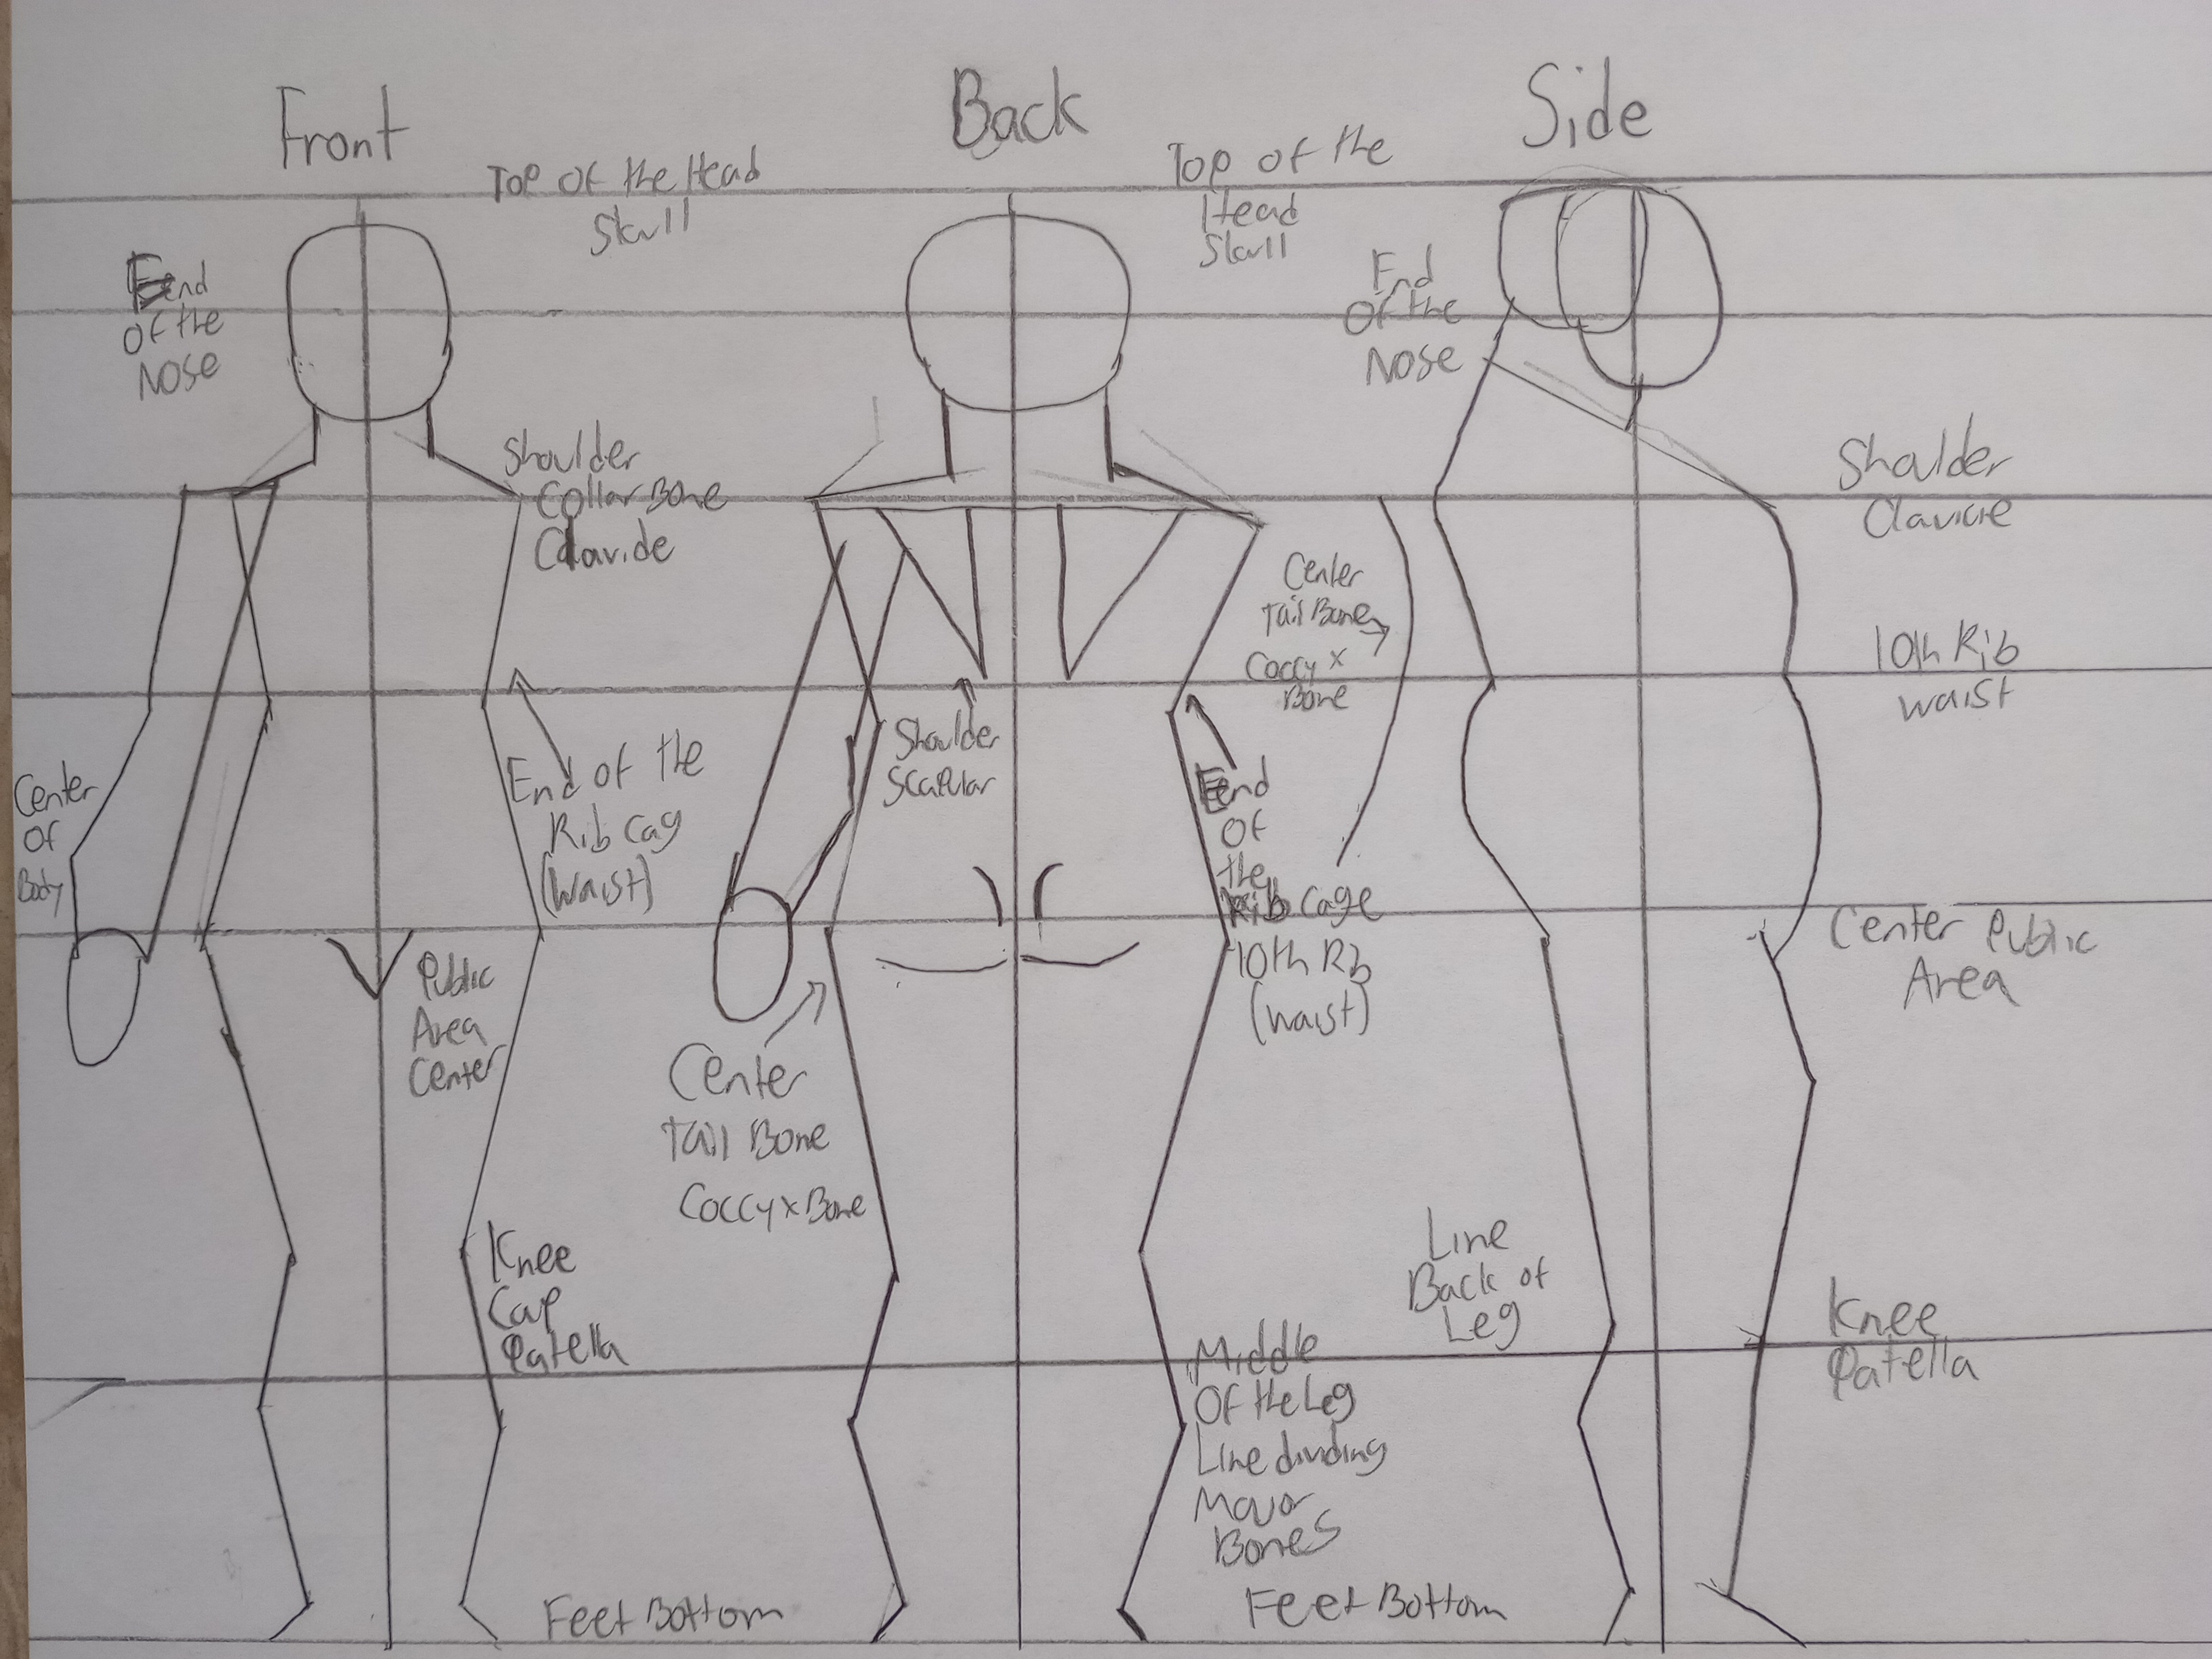 Front
Back
Side
Top of the Head
Skull
Top of the
Head
Skull
End
Of the
Nose
End
Of the
Nose
Shoulder
Collar Bone
Shoulder
Center
Tail Bone
Coccyx
Bone
10th Rib
waist
Shoulder
Scapular
End of the
Rib Cag
(Waist)
Center
Of
Body
End
Of
the
Rib Cage
10th Rib
(Waist)
Center Public
Area
Public
Area
Center
Center
Tail Bone
Coccyx Bone
Knee
Cap
Patella
Line
Back of
Leg
Knee
Patella
Middle
Of the Leg
Line dividing
Major
Bones
Feet Bottom
Feet Bottom